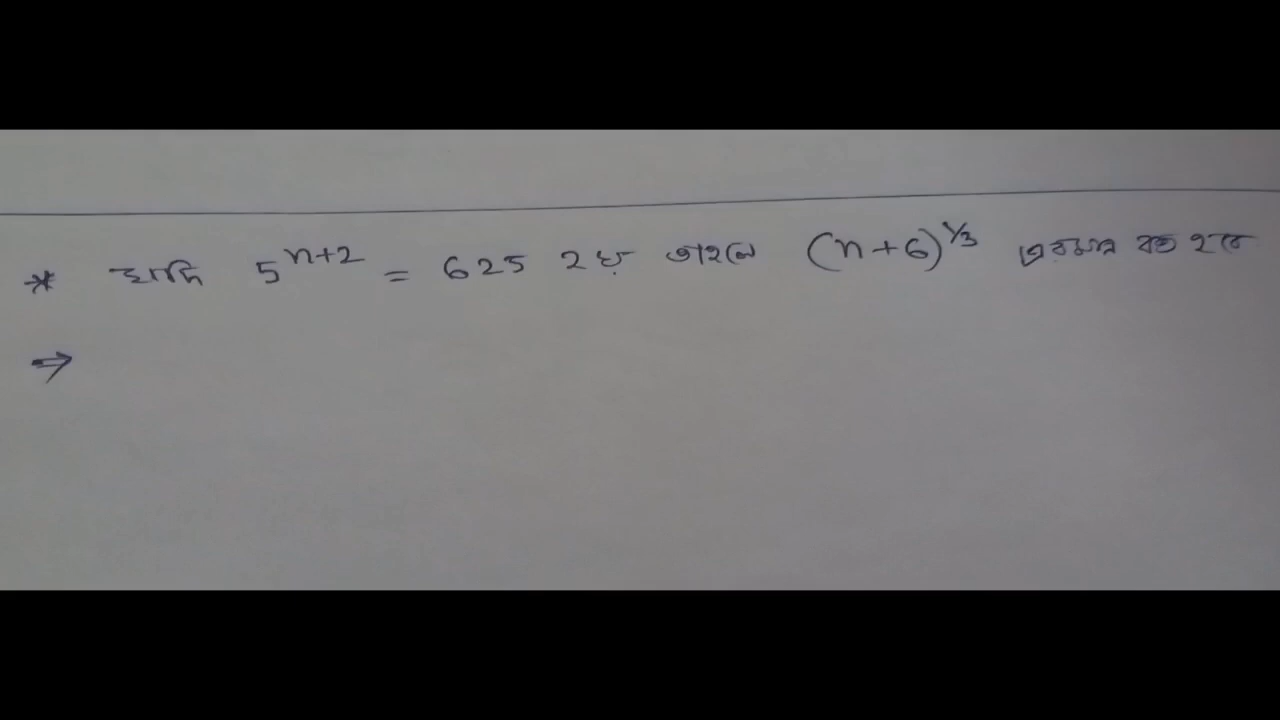 * যদি 5^{n+2} = 625 হয় তাহলে (n+6)^{1/3} এর মান কত হবে
⇒